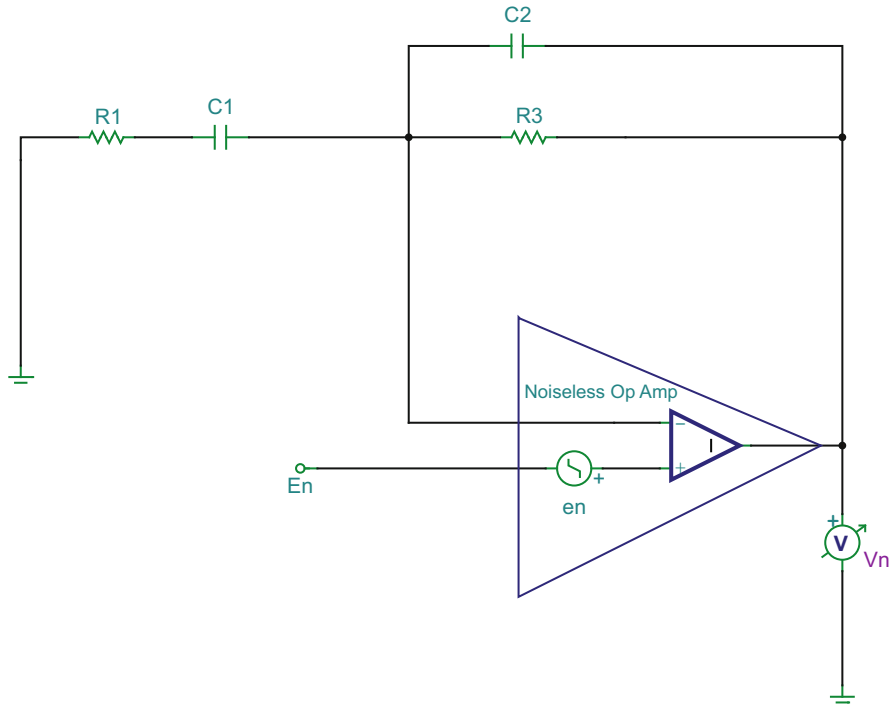 C2
R1
C1
R3
Noiseless Op Amp
−
I
+
En
+
en
+
V
Vn